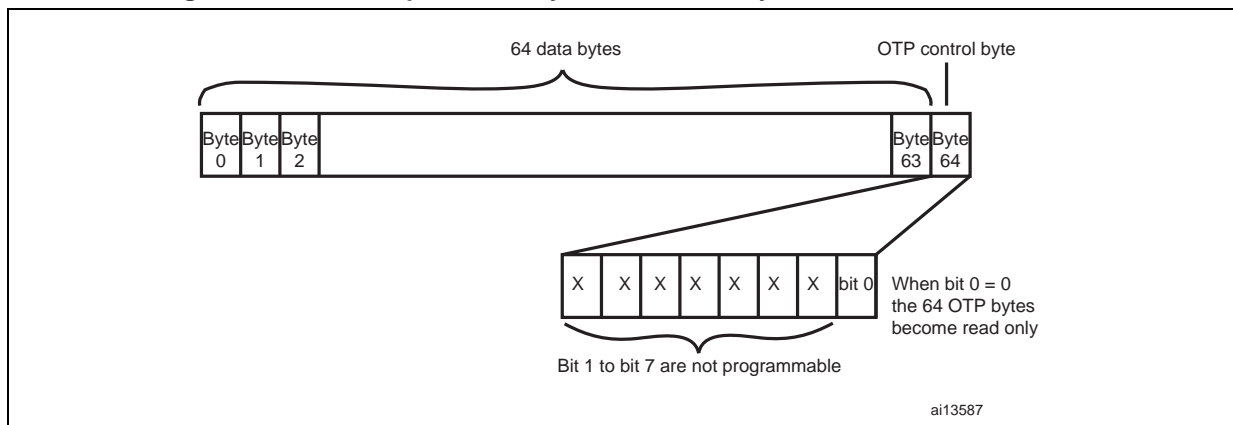 64 data bytes
OTP control byte
Byte Byte Byte
0 1 2
Byte Byte
63 64
X X X X X X X bit 0
When bit 0 = 0
the 64 OTP bytes
become read only
Bit 1 to bit 7 are not programmable
ai13587